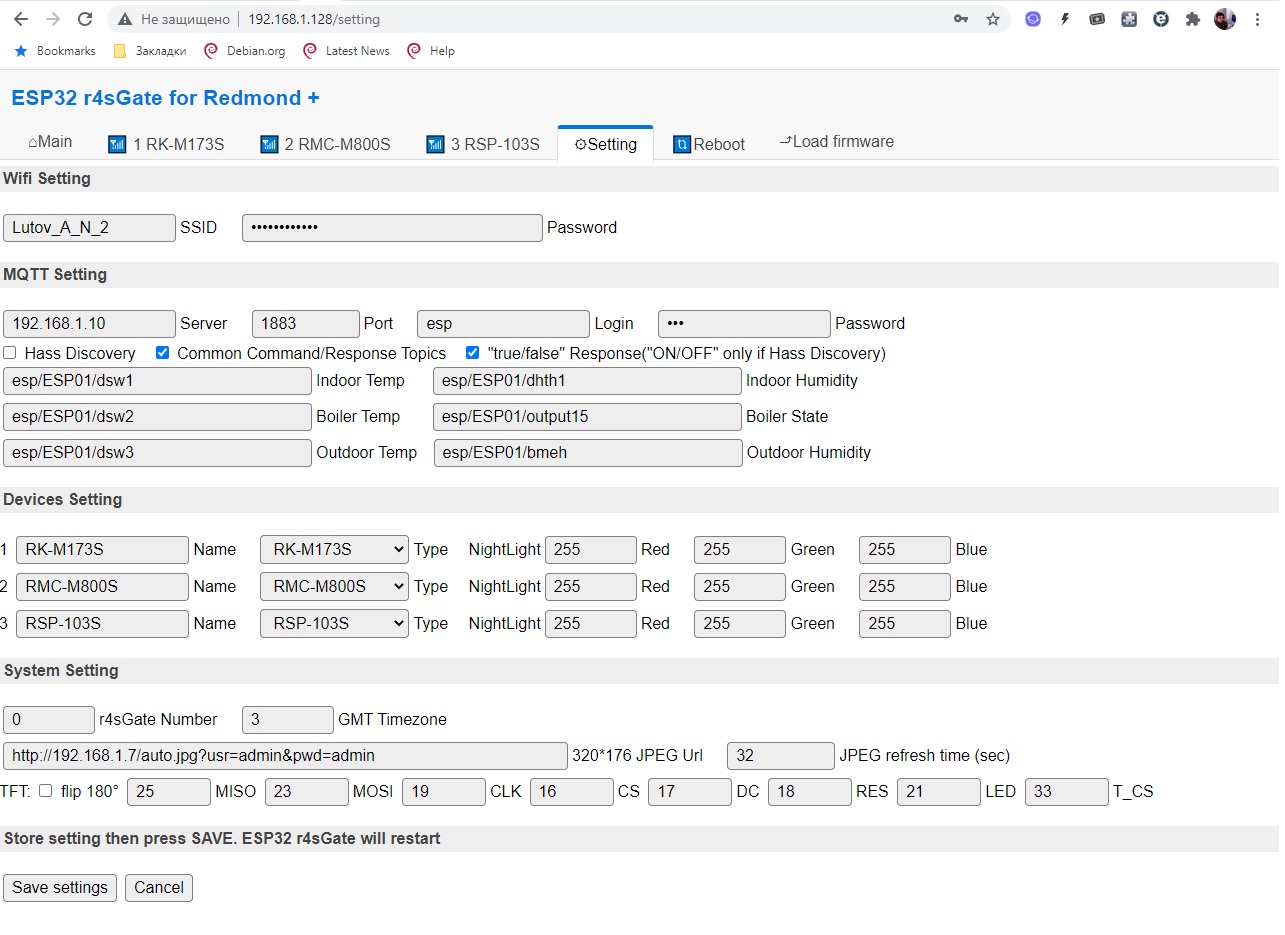 Не защищено 192.168.1.128/setting
Bookmarks Закладки Debian.org Latest News Help
ESP32 r4sGate for Redmond +
⌂Main 1 RK-M173S 2 RMC-M800S 3 RSP-103S ⚙Setting Reboot Load firmware
Wifi Setting
Lutov_A_N_2 SSID •••••••••••• Password
MQTT Setting
192.168.1.10 Server 1883 Port esp Login ••• Password
Hass Discovery Common Command/Response Topics "true/false" Response("ON/OFF" only if Hass Discovery)
esp/ESP01/dsw1 Indoor Temp esp/ESP01/dhth1 Indoor Humidity
esp/ESP01/dsw2 Boiler Temp esp/ESP01/output15 Boiler State
esp/ESP01/dsw3 Outdoor Temp esp/ESP01/bmeh Outdoor Humidity
Devices Setting
1 RK-M173S Name RK-M173S Type NightLight 255 Red 255 Green 255 Blue
2 RMC-M800S Name RMC-M800S Type NightLight 255 Red 255 Green 255 Blue
3 RSP-103S Name RSP-103S Type NightLight 255 Red 255 Green 255 Blue
System Setting
0 r4sGate Number 3 GMT Timezone
http://192.168.1.7/auto.jpg?usr=admin&pwd=admin 320*176 JPEG Url 32 JPEG refresh time (sec)
TFT: flip 180° 25 MISO 23 MOSI 19 CLK 16 CS 17 DC 18 RES 21 LED 33 T_CS
Store setting then press SAVE. ESP32 r4sGate will restart
Save settings Cancel